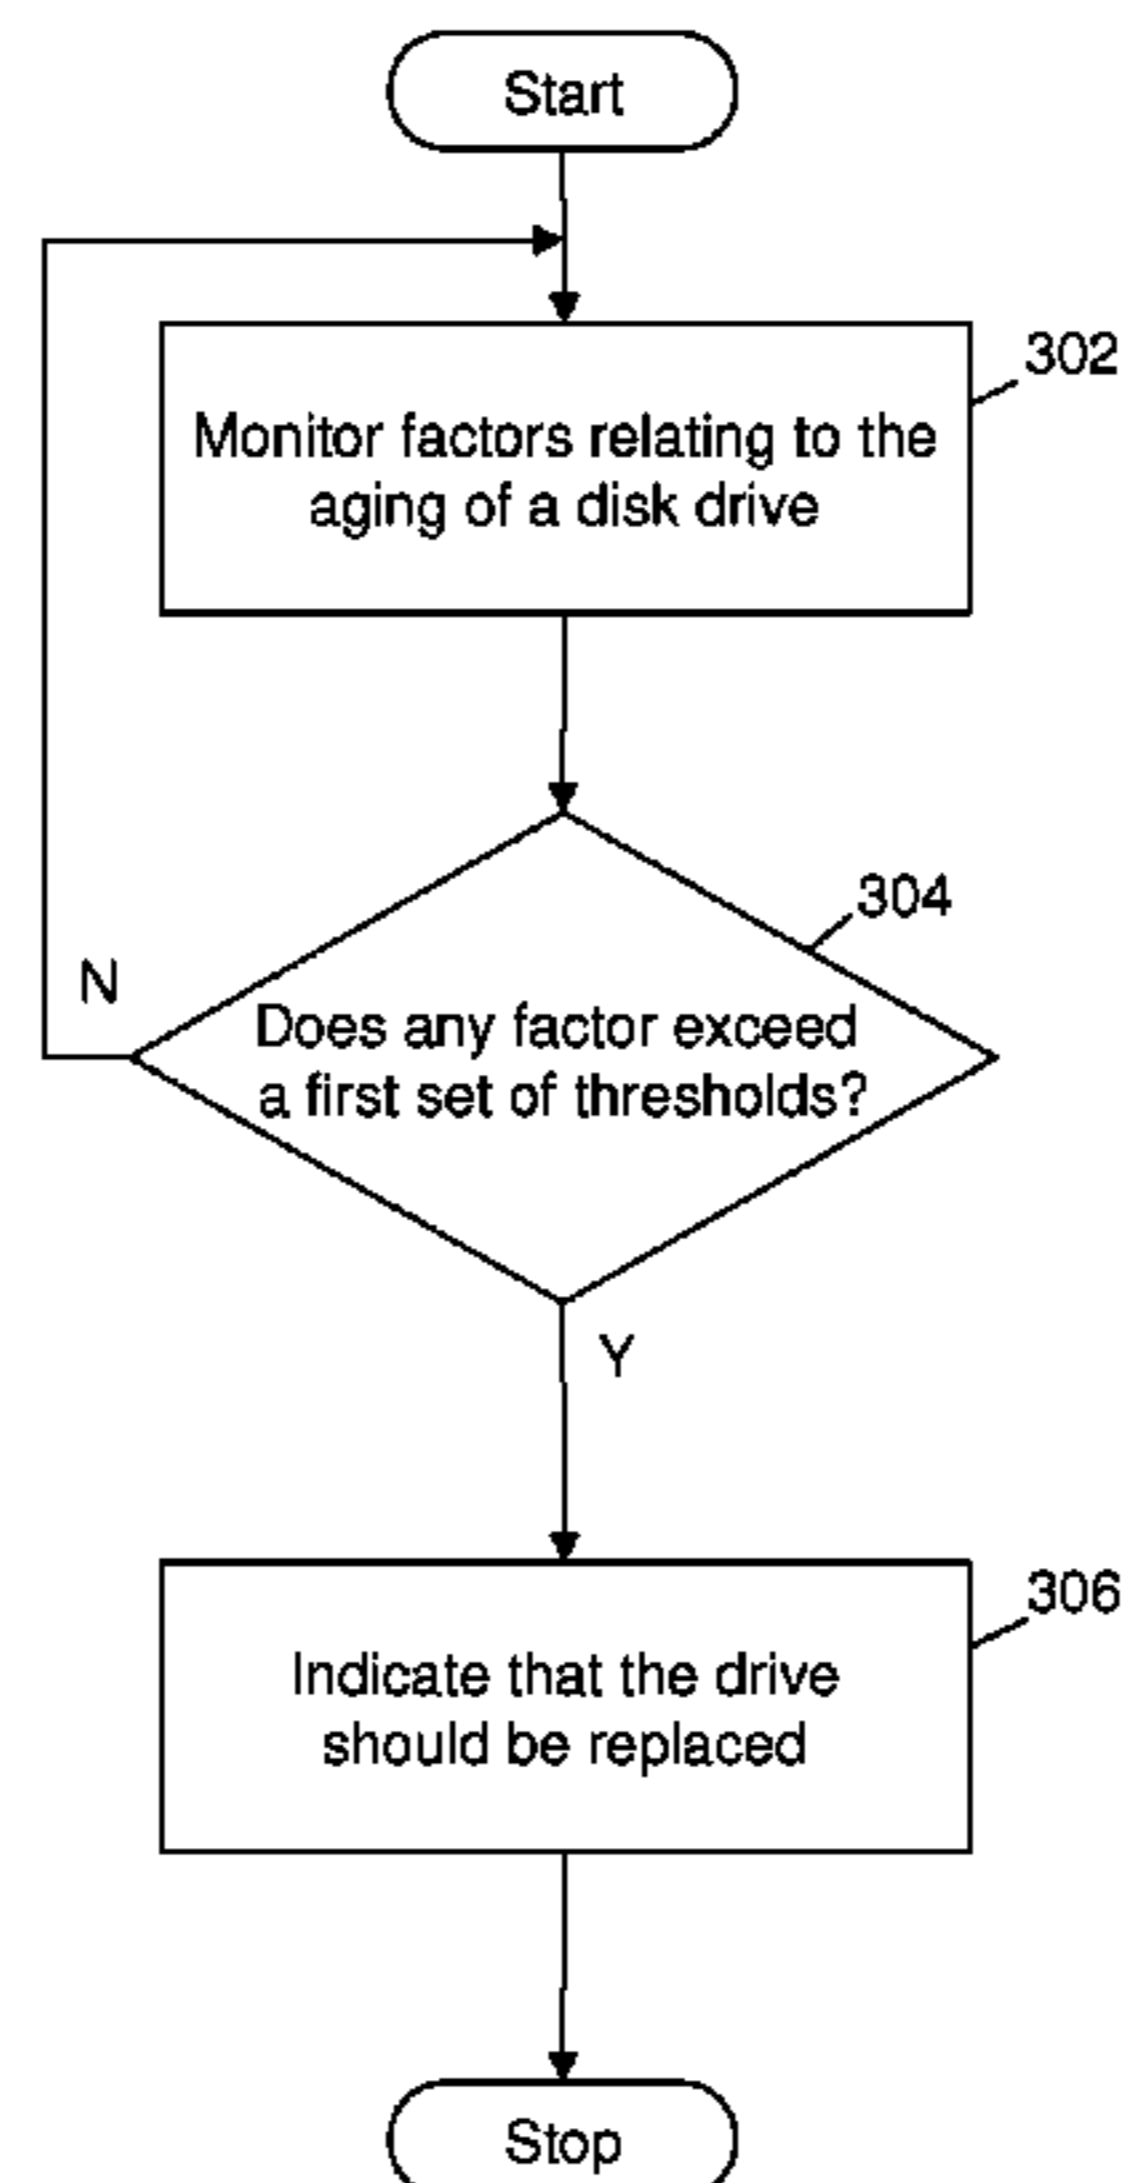 Start
302
Monitor factors relating to the
aging of a disk drive
304
N
Does any factor exceed
a first set of thresholds?
Y
306
Indicate that the drive
should be replaced
Stop